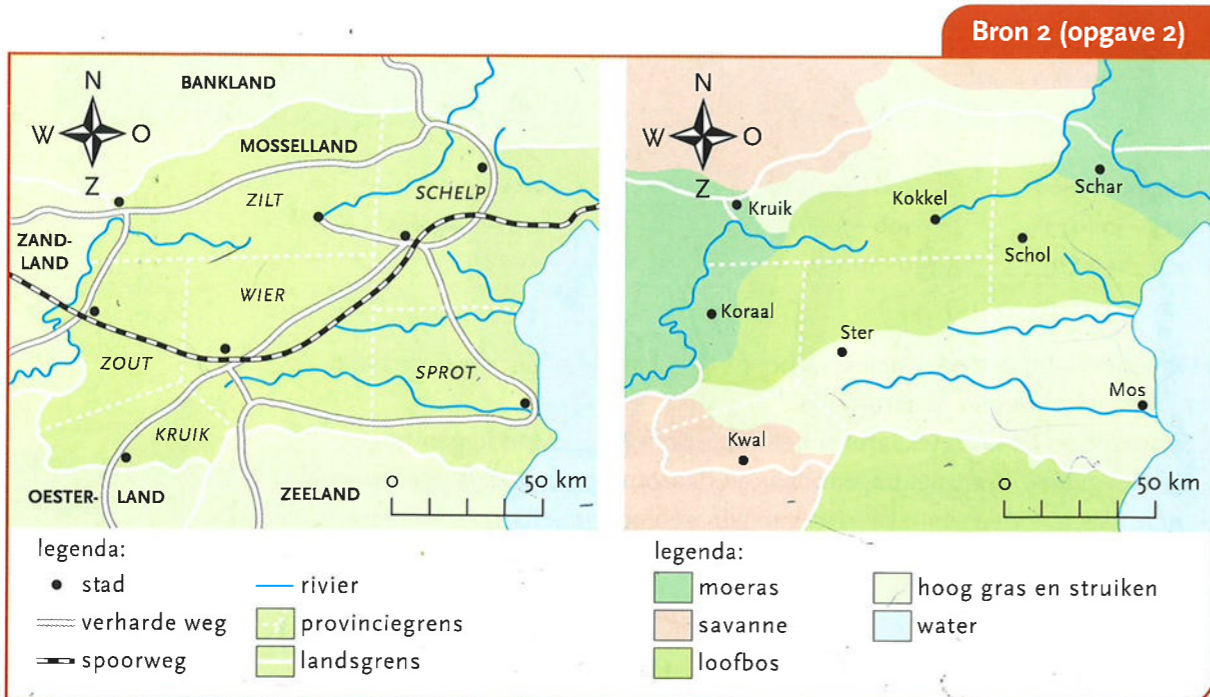 Bron 2 (opgave 2)
BANKLAND
N
W O
Z
MOSSELLAND
ZILT
SCHELP
ZAND-
LAND
WIER
ZOUT
SPROT
KRUIK
OESTER-LAND
ZEELAND
0 50 km
legenda:
stad
rivier
verharde weg
provinciegrens
spoorweg
landsgrens
N
W O
Z
Kruik
Kokkel
Schar
Schol
Koraal
Ster
Mos
Kwal
0 50 km
legenda:
moeras
hoog gras en struiken
savanne
water
loofbos